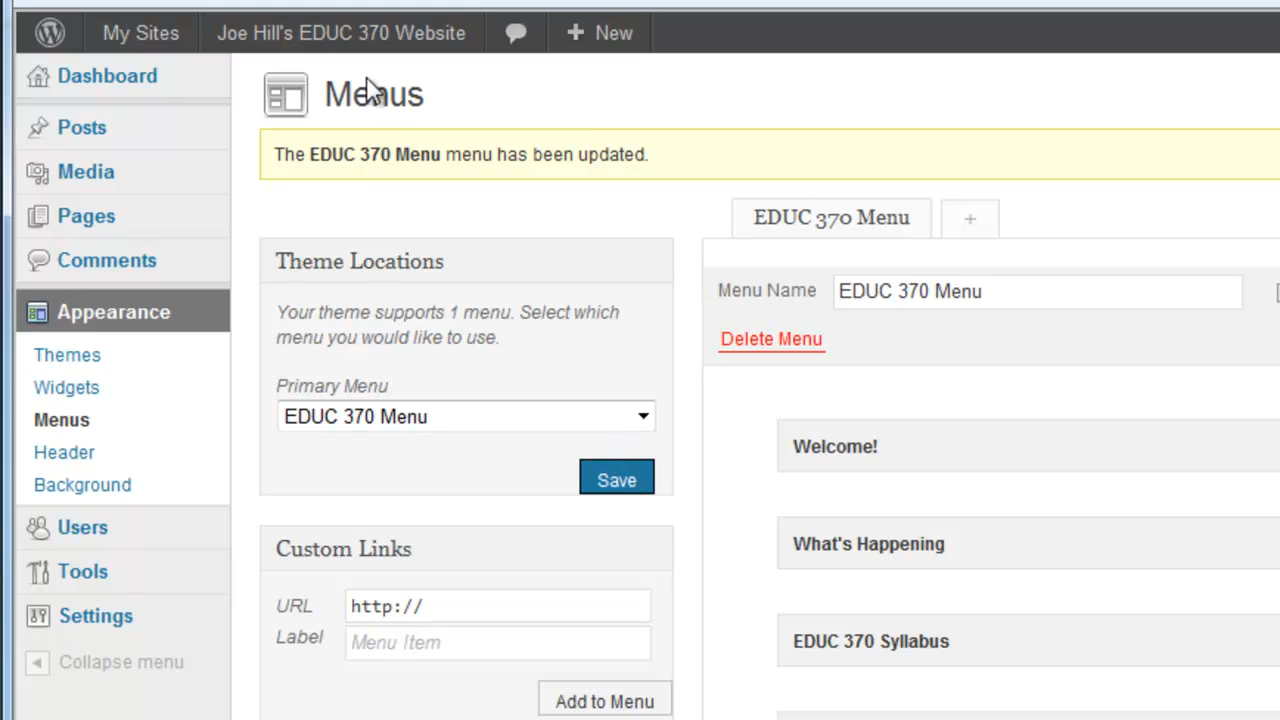 My Sites
Joe Hill's EDUC 370 Website
New
Dashboard
Posts
Media
Pages
Comments
Appearance
Themes
Widgets
Menus
Header
Background
Users
Tools
Settings
Collapse menu
Menus
The EDUC 370 Menu menu has been updated.
Theme Locations
Your theme supports 1 menu. Select which
menu you would like to use.
Primary Menu
EDUC 370 Menu
Save
Custom Links
URL http://
Label Menu Item
Add to Menu
EDUC 370 Menu +
Menu Name EDUC 370 Menu
Delete Menu
Welcome!
What's Happening
EDUC 370 Syllabus